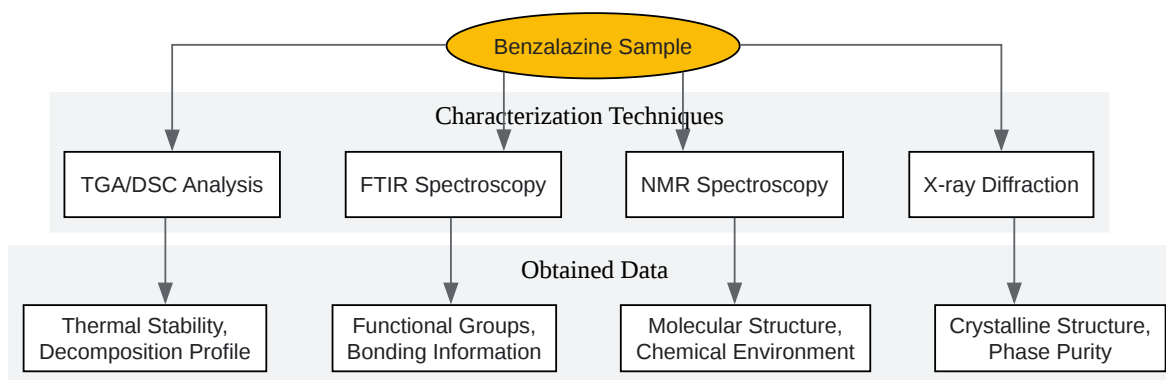 Benzalazine Sample
Characterization Techniques
TGA/DSC Analysis
FTIR Spectroscopy
NMR Spectroscopy
X-ray Diffraction
Obtained Data
Thermal Stability,
Decomposition Profile
Functional Groups,
Bonding Information
Molecular Structure,
Chemical Environment
Crystalline Structure,
Phase Purity